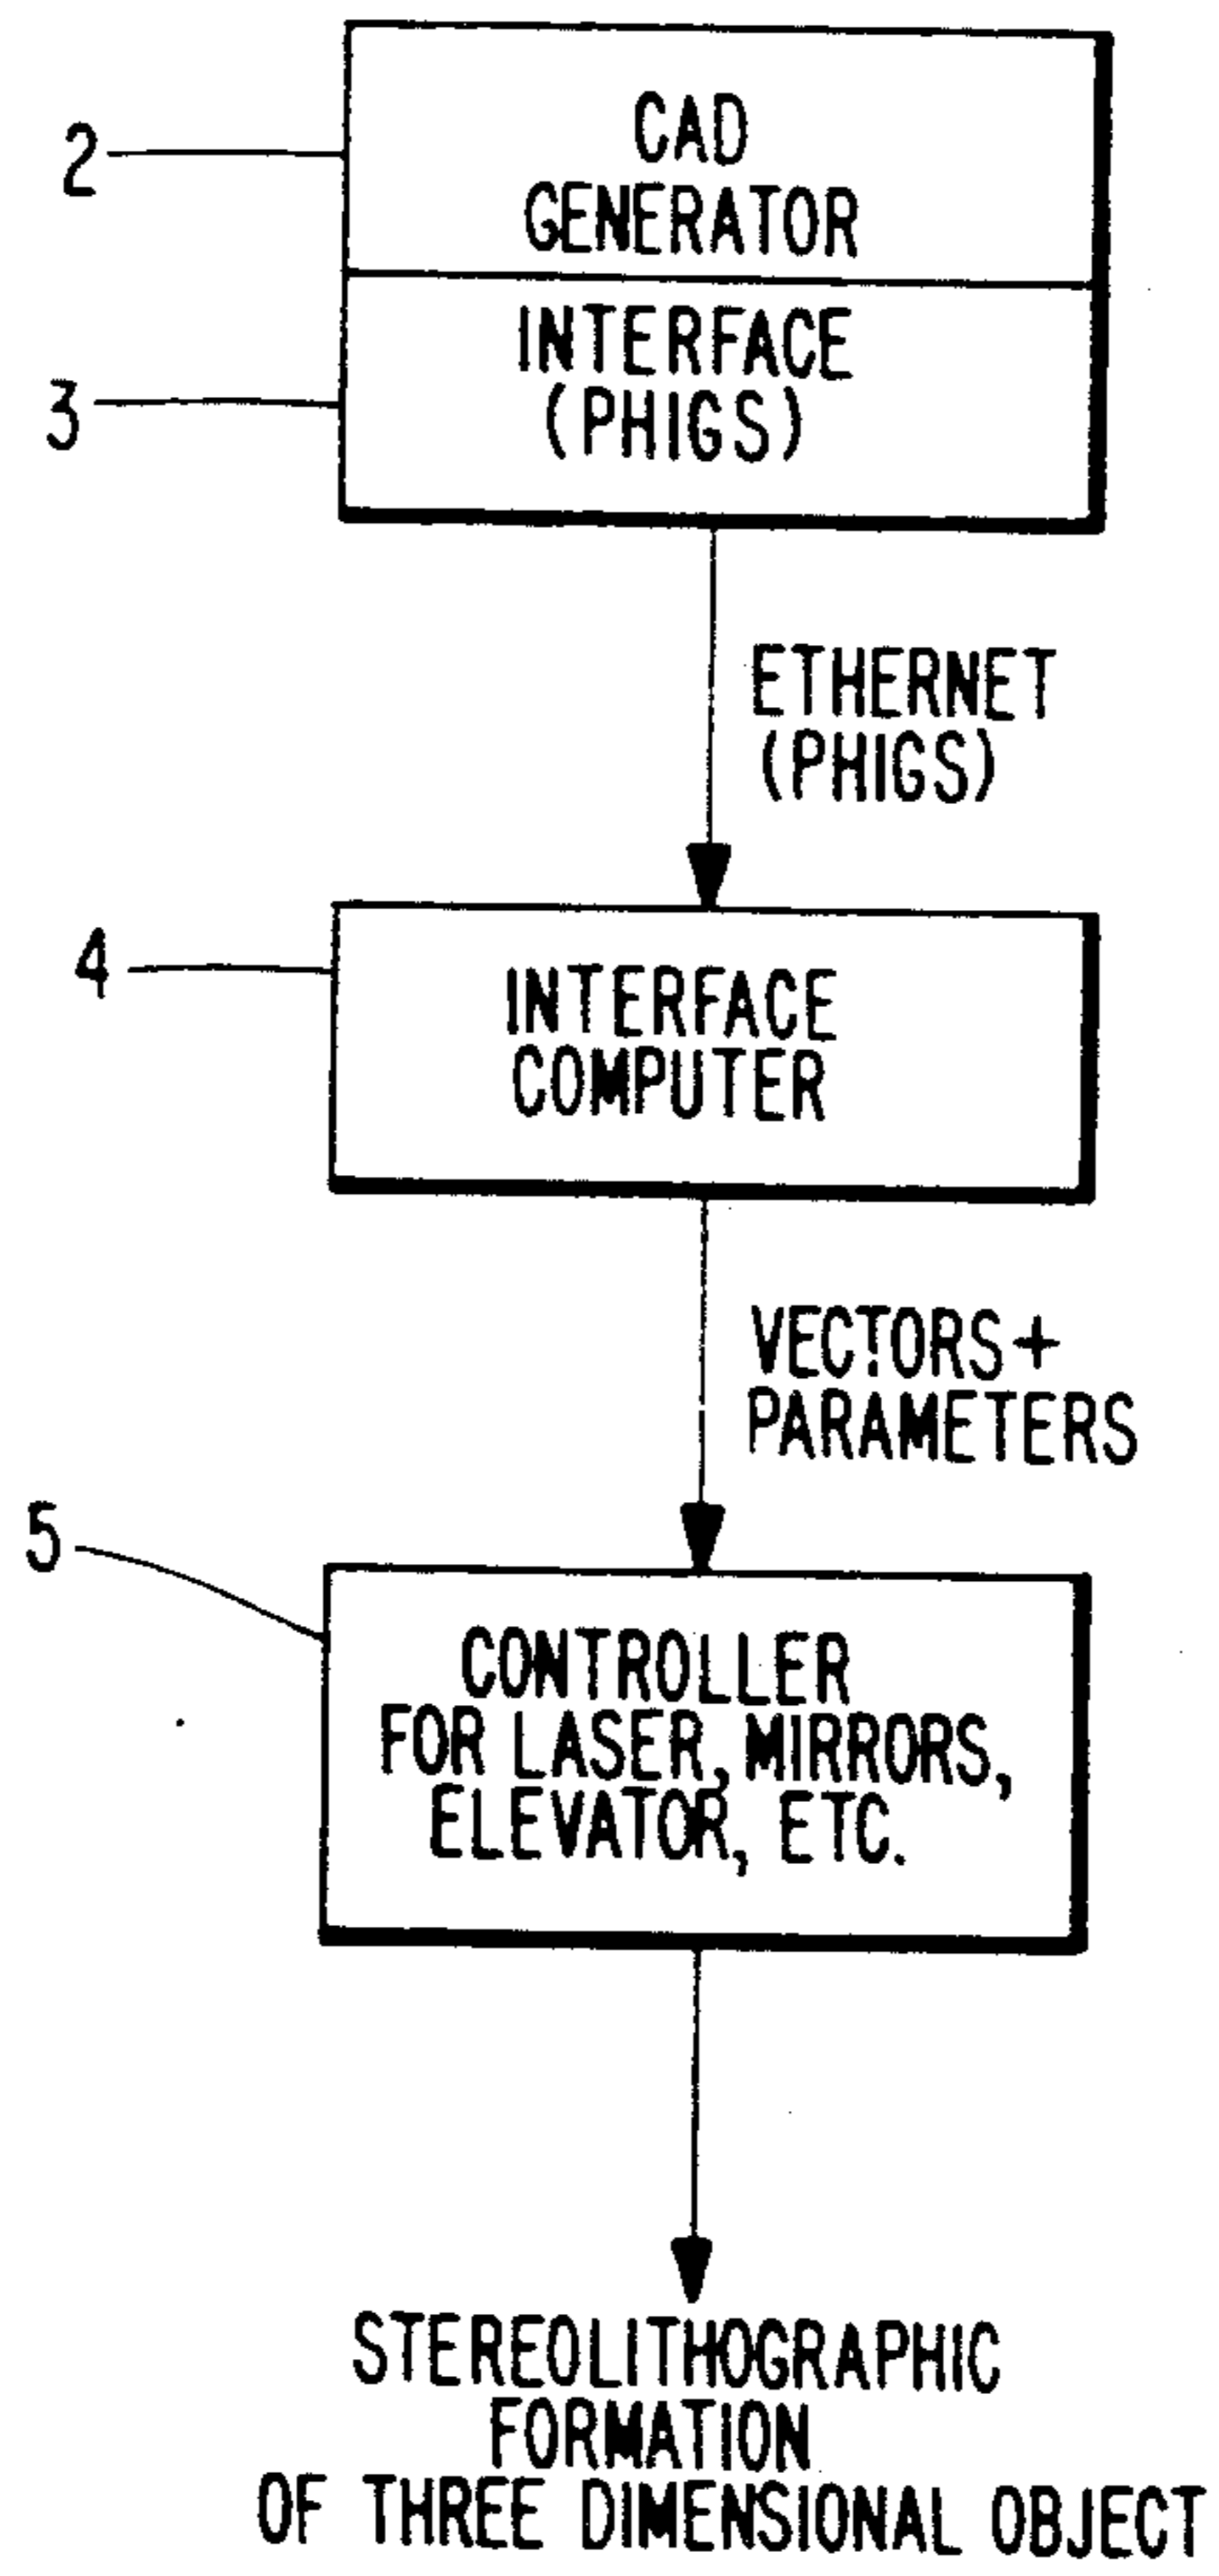 2
CAD
GENERATOR
3
INTERFACE
(PHIGS)
ETHERNET
(PHIGS)
4
INTERFACE
COMPUTER
VECTORS+
PARAMETERS
5
CONTROLLER
FOR LASER, MIRRORS,
ELEVATOR, ETC.
STEREOLITHOGRAPHIC
FORMATION
OF THREE DIMENSIONAL OBJECT